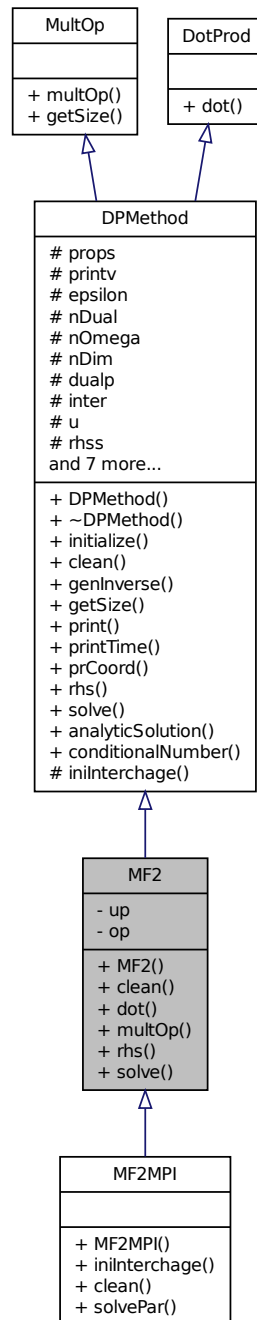 MultOp
+ multOp()
+ getSize()
DotProd
+ dot()
DPMethod
# props
# printv
# epsilon
# nDual
# nOmega
# nDim
# dualp
# inter
# u
# rhss
and 7 more...
+ DPMethod()
+ ~DPMethod()
+ initialize()
+ clean()
+ genInverse()
+ getSize()
+ print()
+ printTime()
+ prCoord()
+ rhs()
+ solve()
+ analyticSolution()
+ conditionalNumber()
# iniInterchage()
MF2
- up
- op
+ MF2()
+ clean()
+ dot()
+ multOp()
+ rhs()
+ solve()
MF2MPI
+ MF2MPI()
+ iniInterchage()
+ clean()
+ solvePar()